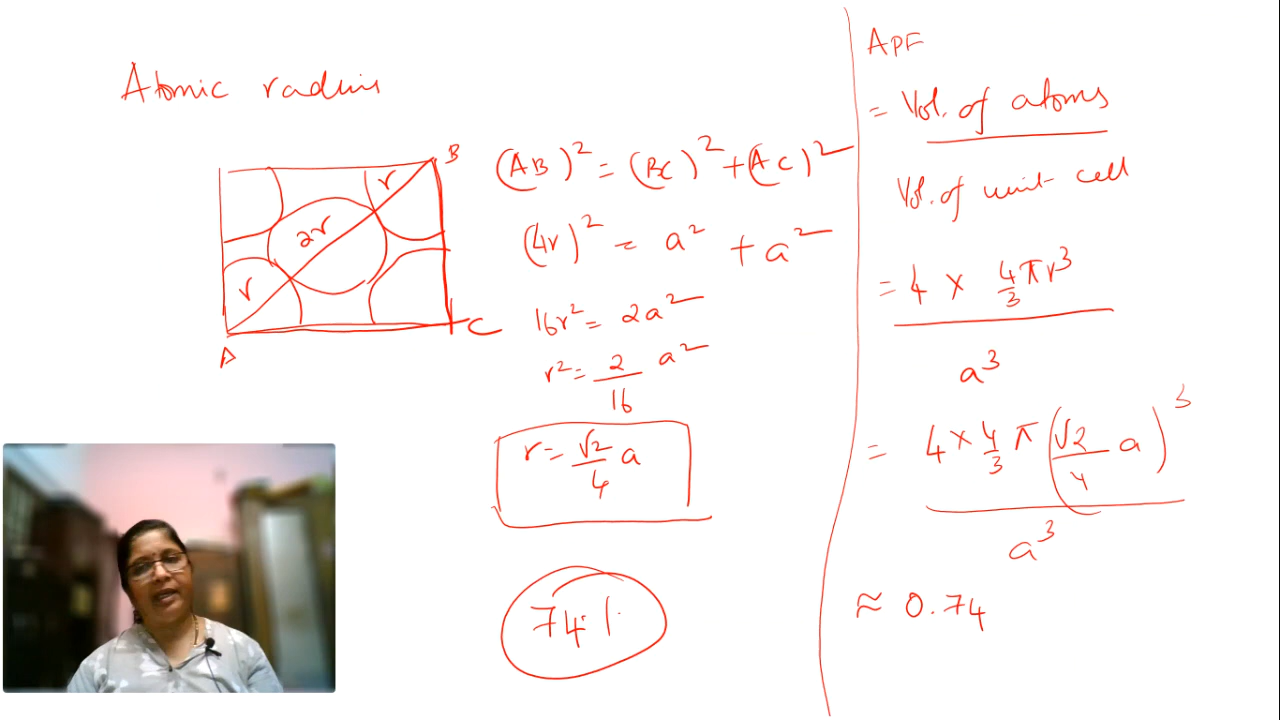 Atomic radius
B
r
2r
r
A
C
(AB)² = (BC)² + (AC)²
(4r)² = a² + a²
16r² = 2a²
r² = 2/16 a²
r = √2/4 a
74%
APF
= Vol. of atoms
Vol. of unit cell
= 4 × 4/3 πr³
a³
= 4 × 4/3 π (√2/4 a)³
a³
≈ 0.74